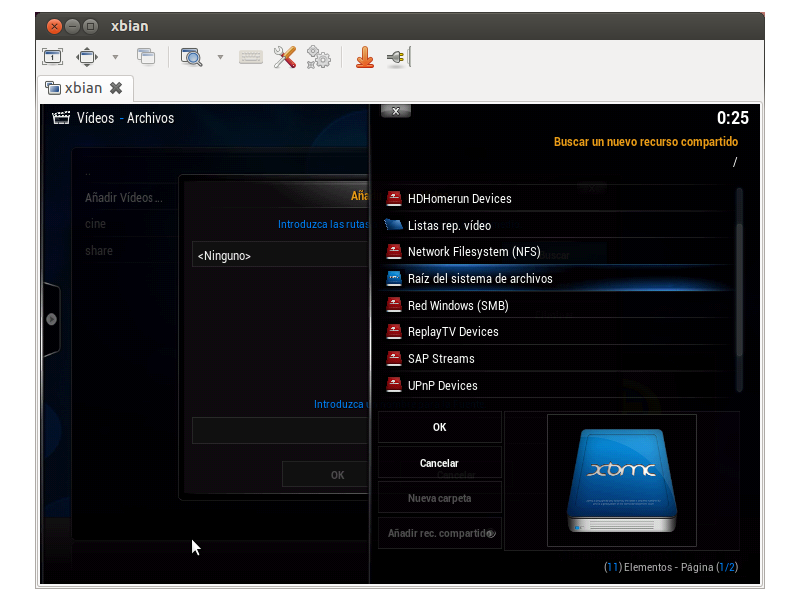 xbian
xbian
Vídeos - Archivos
0:25
Buscar un nuevo recurso compartido
/
..
Añadir Vídeos...
cine
share
Aña
Introduzca las rutas
<Ninguno>
Introduzca u
OK
HDHomerun Devices
Listas rep. vídeo
Network Filesystem (NFS)
Raíz del sistema de archivos
Red Windows (SMB)
ReplayTV Devices
SAP Streams
UPnP Devices
OK
Cancelar
Nueva carpeta
Añadir rec. compartido
xbmc
(11) Elementos - Página (1/2)